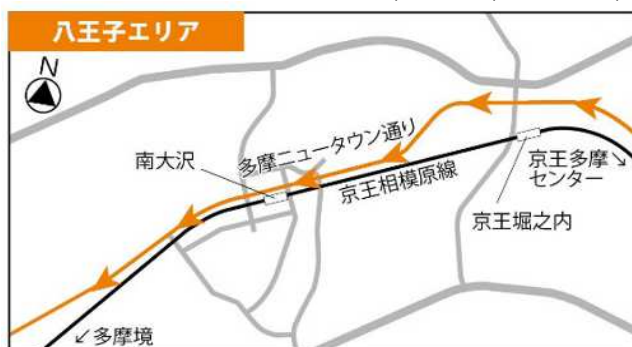 八王子エリア
N
南大沢
多摩ニュータウン通り
京王相模原線
京王多摩↘
センター
京王堀之内
↙多摩境